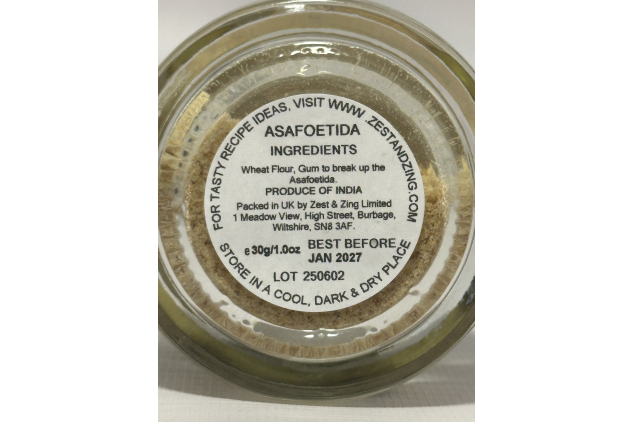 FOR TASTY RECIPE IDEAS, VISIT WWW.ZESTANDZING.COM
ASAFOETIDA
INGREDIENTS
Wheat Flour, Gum to break up the
Asafoetida.
PRODUCE OF INDIA
Packed in UK by Zest & Zing Limited
1 Meadow View, High Street, Burbage,
Wiltshire, SN8 3AF.
e 30g/1.0oz BEST BEFORE
JAN 2027
LOT 250602
STORE IN A COOL, DARK & DRY PLACE